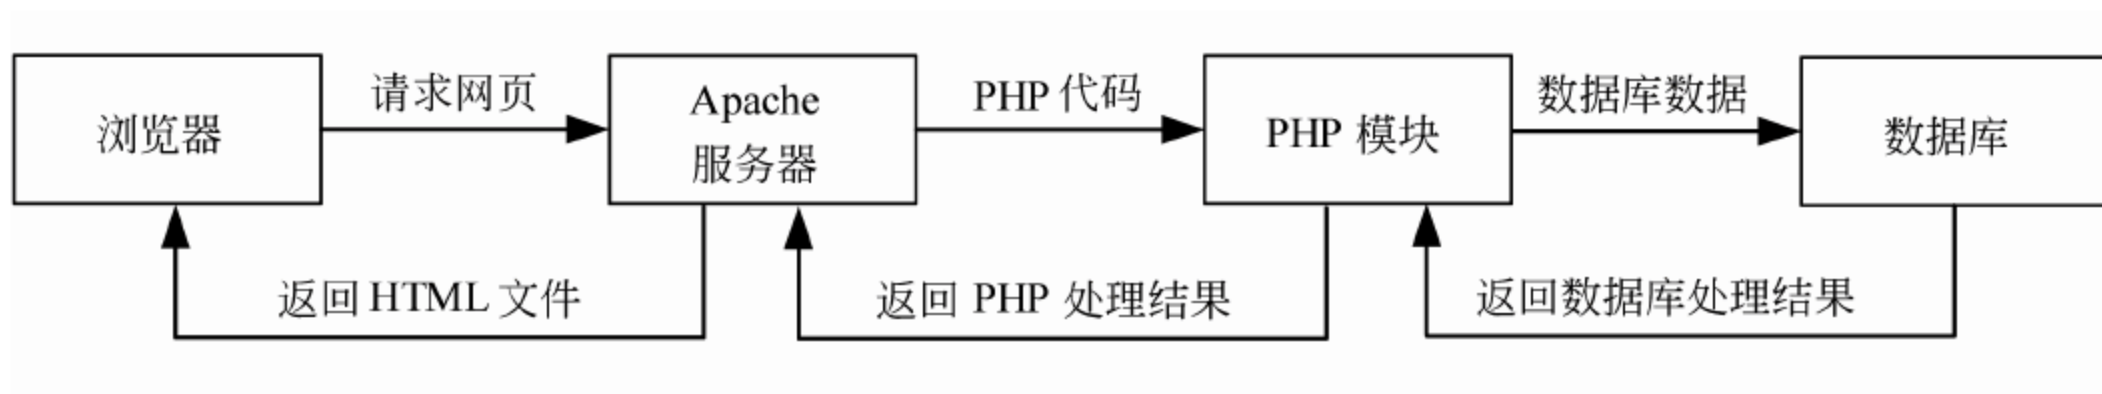 浏览器
请求网页
Apache
服务器
PHP 代码
PHP 模块
数据库数据
数据库
返回 HTML 文件
返回 PHP 处理结果
返回数据库处理结果